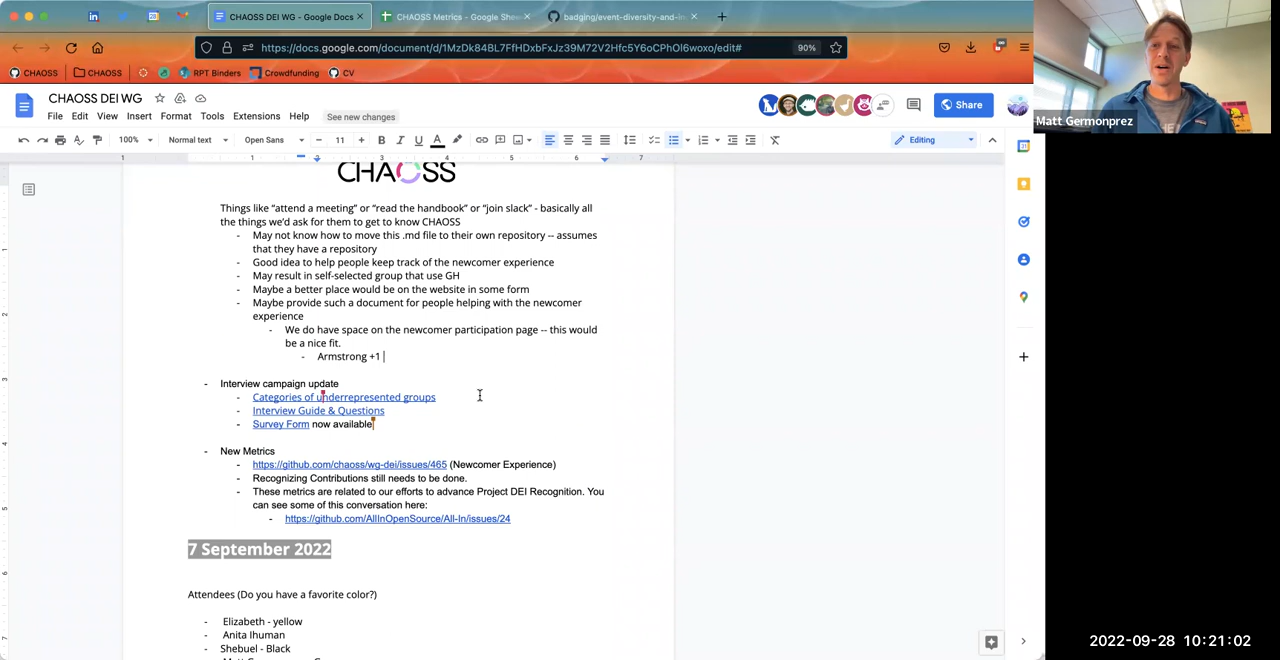 CHAOSS DEI WG - Google Docs
CHAOSS Metrics - Google She
badging/event-diversity-and-in
https://docs.google.com/document/d/1MzDk84BL7FfHDxbFxJz39M72V2Hfc5Y6oCPhOl6woxo/edit#
90%
CHAOSS
CHAOSS
RPT Binders
Crowdfunding
CV
Matt Germonprez
CHAOSS DEI WG
Share
File Edit View Insert Format Tools Extensions Help
See new changes
100%
Normal text
Open Sans
11
Editing
1 1 2 3 4 5 6 7
CHAOSS
Things like “attend a meeting” or “read the handbook” or “join slack” - basically all
the things we’d ask for them to get to know CHAOSS
- May not know how to move this .md file to their own repository -- assumes
that they have a repository
- Good idea to help people keep track of the newcomer experience
- May result in self-selected group that use GH
- Maybe a better place would be on the website in some form
- Maybe provide such a document for people helping with the newcomer
experience
- We do have space on the newcomer participation page -- this would
be a nice fit.
- Armstrong +1
- Interview campaign update
- Categories of underrepresented groups
- Interview Guide & Questions
- Survey Form now available
- New Metrics
- https://github.com/chaoss/wg-dei/issues/465 (Newcomer Experience)
- Recognizing Contributions still needs to be done.
- These metrics are related to our efforts to advance Project DEI Recognition. You
can see some of this conversation here:
- https://github.com/AllInOpenSource/All-In/issues/24
7 September 2022
Attendees (Do you have a favorite color?)
- Elizabeth - yellow
- Anita Ihuman
- Shebuel - Black
2022-09-28 10:21:02